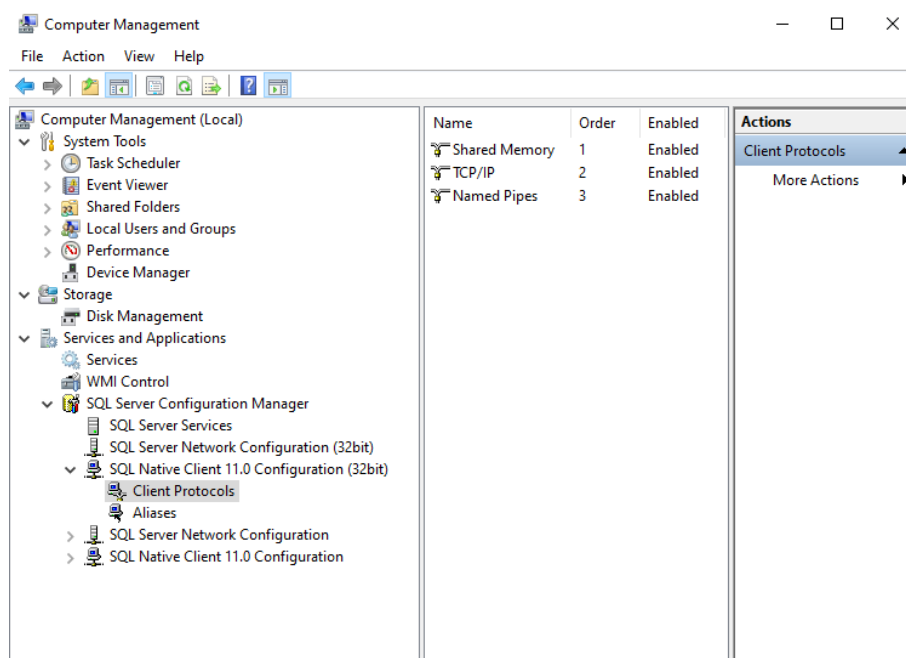 Computer Management
File Action View Help
Computer Management (Local)
System Tools
Task Scheduler
Event Viewer
Shared Folders
Local Users and Groups
Performance
Device Manager
Storage
Disk Management
Services and Applications
Services
WMI Control
SQL Server Configuration Manager
SQL Server Services
SQL Server Network Configuration (32bit)
SQL Native Client 11.0 Configuration (32bit)
Client Protocols
Aliases
SQL Server Network Configuration
SQL Native Client 11.0 Configuration
Name Order Enabled
Shared Memory 1 Enabled
TCP/IP 2 Enabled
Named Pipes 3 Enabled
Actions
Client Protocols
More Actions